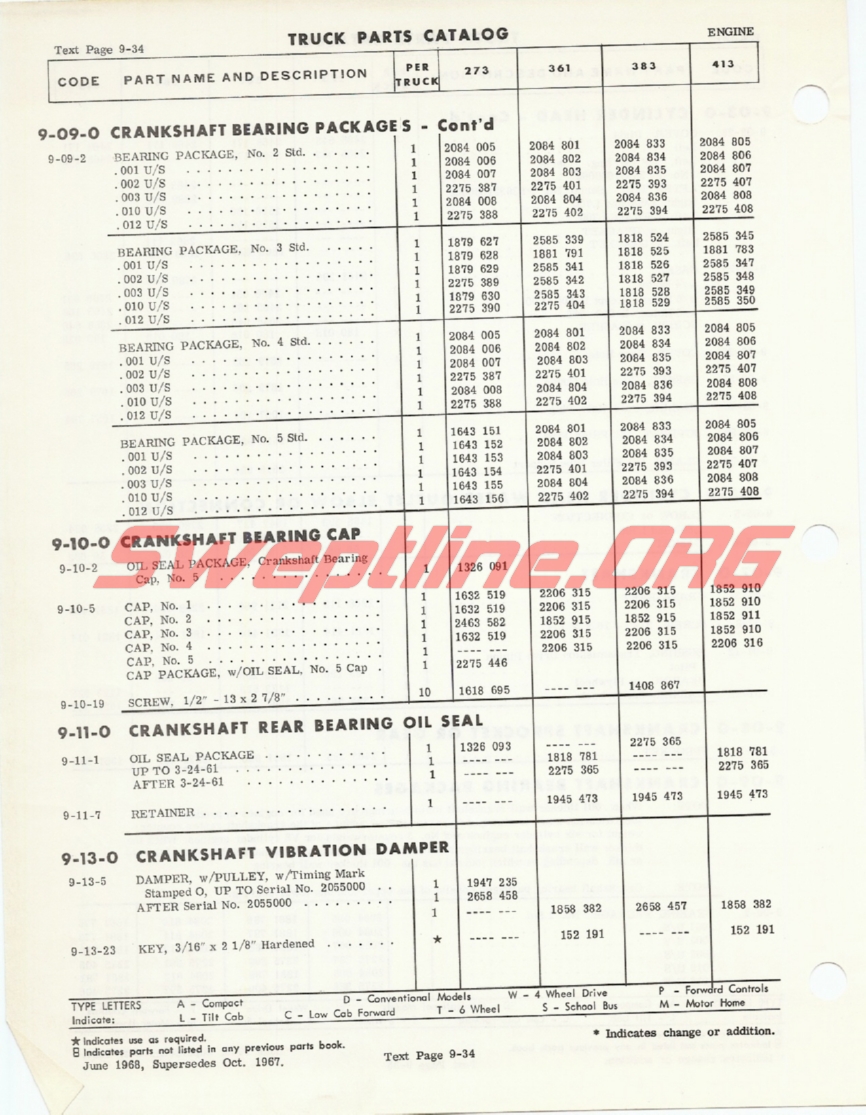 Text Page 9-34
TRUCK PARTS CATALOG
ENGINE
CODE PART NAME AND DESCRIPTION PER TRUCK 273 361 383 413
9-09-0 CRANKSHAFT BEARING PACKAGES - Cont'd
9-09-2 BEARING PACKAGE, No. 2 Std. . . . . . . 1 2084 005 2084 801 2084 833 2084 805
.001 U/S . . . . . . . . . . . . . . . . 1 2084 006 2084 802 2084 834 2084 806
.002 U/S . . . . . . . . . . . . . . . . 1 2084 007 2084 803 2084 835 2084 807
.003 U/S . . . . . . . . . . . . . . . . 1 2275 387 2275 401 2275 393 2275 407
.010 U/S . . . . . . . . . . . . . . . . 1 2084 008 2084 804 2084 836 2084 808
.012 U/S . . . . . . . . . . . . . . . . 1 2275 388 2275 402 2275 394 2275 408
BEARING PACKAGE, No. 3 Std. . . . . . 1 1879 627 2585 339 1818 524 2585 345
.001 U/S . . . . . . . . . . . . . . . . 1 1879 628 1881 791 1818 525 1881 783
.002 U/S . . . . . . . . . . . . . . . . 1 1879 629 2585 341 1818 526 2585 347
.003 U/S . . . . . . . . . . . . . . . . 1 2275 389 2585 342 1818 527 2585 348
.010 U/S . . . . . . . . . . . . . . . . 1 1879 630 2585 343 1818 528 2585 349
.012 U/S . . . . . . . . . . . . . . . . 1 2275 390 2275 404 1818 529 2585 350
BEARING PACKAGE, No. 4 Std. . . . . . . 1 2084 005 2084 801 2084 833 2084 805
.001 U/S . . . . . . . . . . . . . . . . 1 2084 006 2084 802 2084 834 2084 806
.002 U/S . . . . . . . . . . . . . . . . 1 2084 007 2084 803 2084 835 2084 807
.003 U/S . . . . . . . . . . . . . . . . 1 2275 387 2275 401 2275 393 2275 407
.010 U/S . . . . . . . . . . . . . . . . 1 2084 008 2084 804 2084 836 2084 808
.012 U/S . . . . . . . . . . . . . . . . 1 2275 388 2275 402 2275 394 2275 408
BEARING PACKAGE, No. 5 Std. . . . . . . 1 1643 151 2084 801 2084 833 2084 805
.001 U/S . . . . . . . . . . . . . . . . 1 1643 152 2084 802 2084 834 2084 806
.002 U/S . . . . . . . . . . . . . . . . 1 1643 153 2084 803 2084 835 2084 807
.003 U/S . . . . . . . . . . . . . . . . 1 1643 154 2275 401 2275 393 2275 407
.010 U/S . . . . . . . . . . . . . . . . 1 1643 155 2084 804 2084 836 2084 808
.012 U/S . . . . . . . . . . . . . . . . 1 1643 156 2275 402 2275 394 2275 408
9-10-0 CRANKSHAFT BEARING CAP
Sweptline.ORG
9-10-2 OIL SEAL PACKAGE, Crankshaft Bearing
Cap, No. 5 . . . . . . . . . . . . . . 1 1326 091
9-10-5 CAP, No. 1 . . . . . . . . . . . . . . . 1 1632 519 2206 315 2206 315 1852 910
CAP, No. 2 . . . . . . . . . . . . . . . 1 1632 519 2206 315 2206 315 1852 910
CAP, No. 3 . . . . . . . . . . . . . . . 1 2463 582 1852 915 1852 915 1852 911
CAP, No. 4 . . . . . . . . . . . . . . . 1 1632 519 2206 315 2206 315 1852 910
CAP, No. 5 . . . . . . . . . . . . . . . 1 ---- --- 2206 315 2206 315 2206 316
CAP PACKAGE, w/OIL SEAL, No. 5 Cap . 1 2275 446
9-10-19 SCREW, 1/2" - 13 x 2 7/8" . . . . . . . . . 10 1618 695 ---- --- 1408 867
9-11-0 CRANKSHAFT REAR BEARING OIL SEAL
9-11-1 OIL SEAL PACKAGE . . . . . . . . . . . . 1 1326 093 ---- --- 2275 365
UP TO 3-24-61 . . . . . . . . . . . . . 1 ---- --- 1818 781 ---- --- 1818 781
AFTER 3-24-61 . . . . . . . . . . . . 1 ---- --- 2275 365 ---- --- 2275 365
9-11-7 RETAINER . . . . . . . . . . . . . . . . . . 1 ---- --- 1945 473 1945 473 1945 473
9-13-0 CRANKSHAFT VIBRATION DAMPER
9-13-5 DAMPER, w/PULLEY, w/Timing Mark
Stamped O, UP TO Serial No. 2055000 . . 1 1947 235
AFTER Serial No. 2055000 . . . . . . . . . 1 2658 458
1 ---- --- 1858 382 2658 457 1858 382
9-13-23 KEY, 3/16" x 2 1/8" Hardened . . . . . . . ★ ---- --- 152 191 ---- --- 152 191
TYPE LETTERS A - Compact D - Conventional Models W - 4 Wheel Drive P - Forward Controls
Indicate: L - Tilt Cab C - Low Cab Forward T - 6 Wheel S - School Bus M - Motor Home
★ Indicates use as required.
* Indicates change or addition.
B Indicates parts not listed in any previous parts book.
June 1968, Supersedes Oct. 1967.
Text Page 9-34